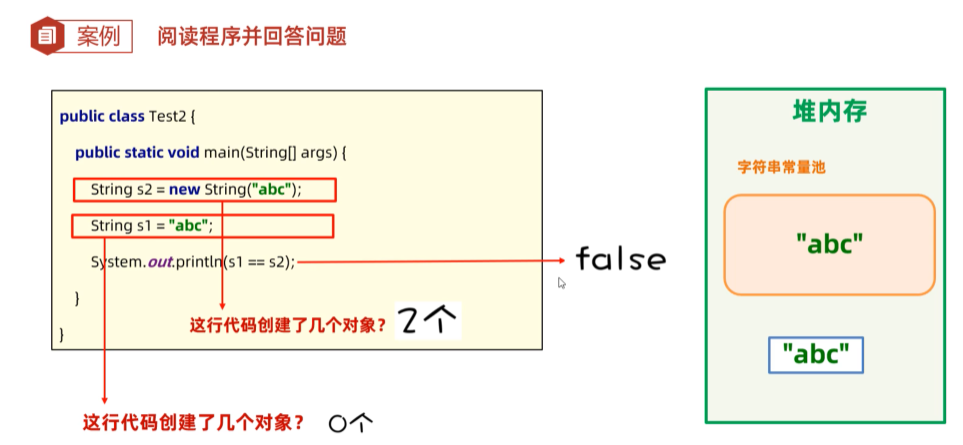 案例 阅读程序并回答问题
public class Test2 {
public static void main(String[] args) {
String s2 = new String("abc");
String s1 = "abc";
System.out.println(s1 == s2);
false
}
这行代码创建了几个对象？ 2个
}
这行代码创建了几个对象？ 0个
堆内存
字符串常量池
"abc"
"abc"